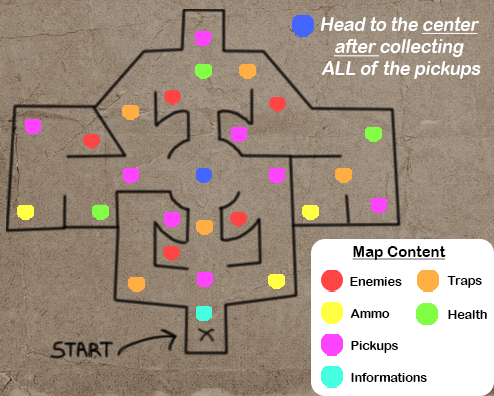 Head to the center
after collecting
ALL of the pickups
Map Content
Enemies
Traps
Ammo
Health
Pickups
Informations
START
X